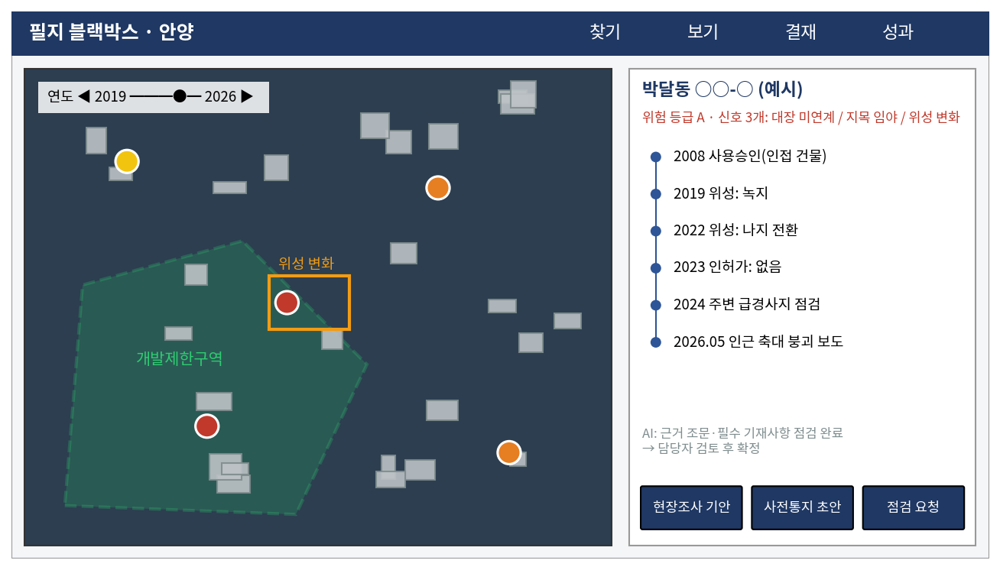 필지 블랙박스 · 안양
찾기
보기
결재
성과
연도 ◀ 2019 ━━━━●━━ 2026 ▶
위성 변화
개발제한구역
박달동 ○○-○ (예시)
위험 등급 A · 신호 3개: 대장 미연계 / 지목 임야 / 위성 변화
2008 사용승인(인접 건물)
2019 위성: 녹지
2022 위성: 나지 전환
2023 인허가: 없음
2024 주변 급경사지 점검
2026.05 인근 축대 붕괴 보도
AI: 근거 조문·필수 기재사항 점검 완료
→ 담당자 검토 후 확정
현장조사 기안
사전통지 초안
점검 요청